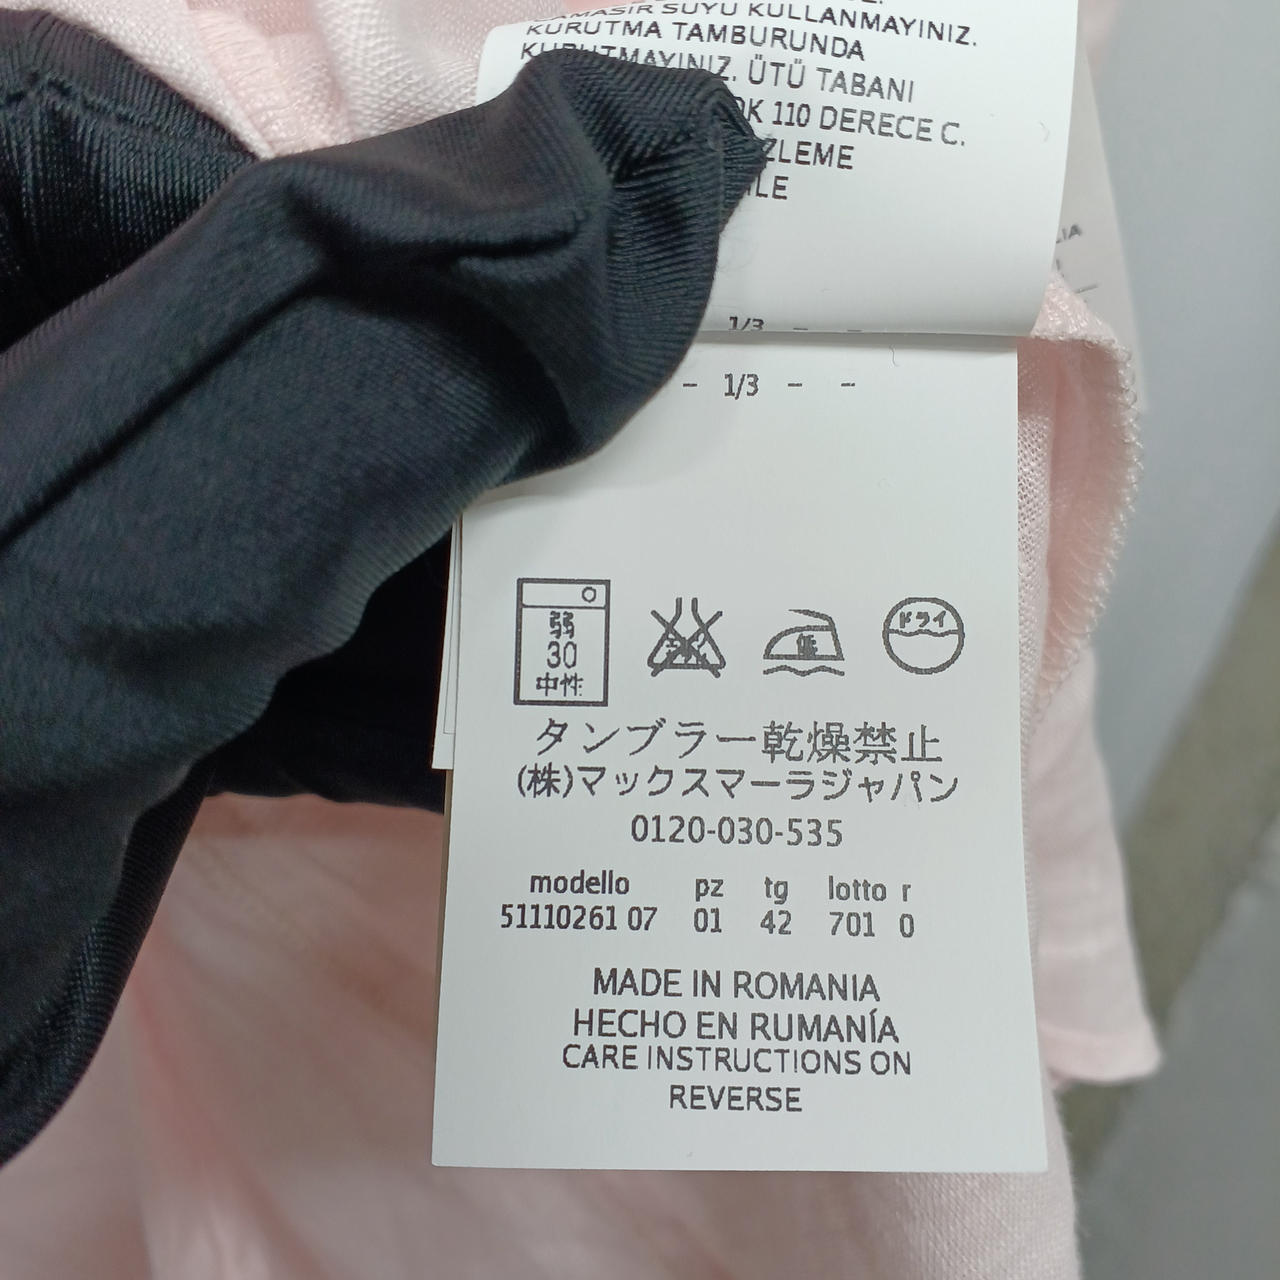 ÇAMAŞIR SUYU KULLANMAYINIZ.
KURUTMA TAMBURUNDA
KURUTMAYINIZ. ÜTÜ TABANI
110 DERECE C.
1/3 - -
- 1/3 - -
弱
30
中性
低
ドライ
タンブラー乾燥禁止
(株)マックスマーラジャパン
0120-030-535
modello pz tg lotto r
51110261 07 01 42 701 0
MADE IN ROMANIA
HECHO EN RUMANÍA
CARE INSTRUCTIONS ON
REVERSE